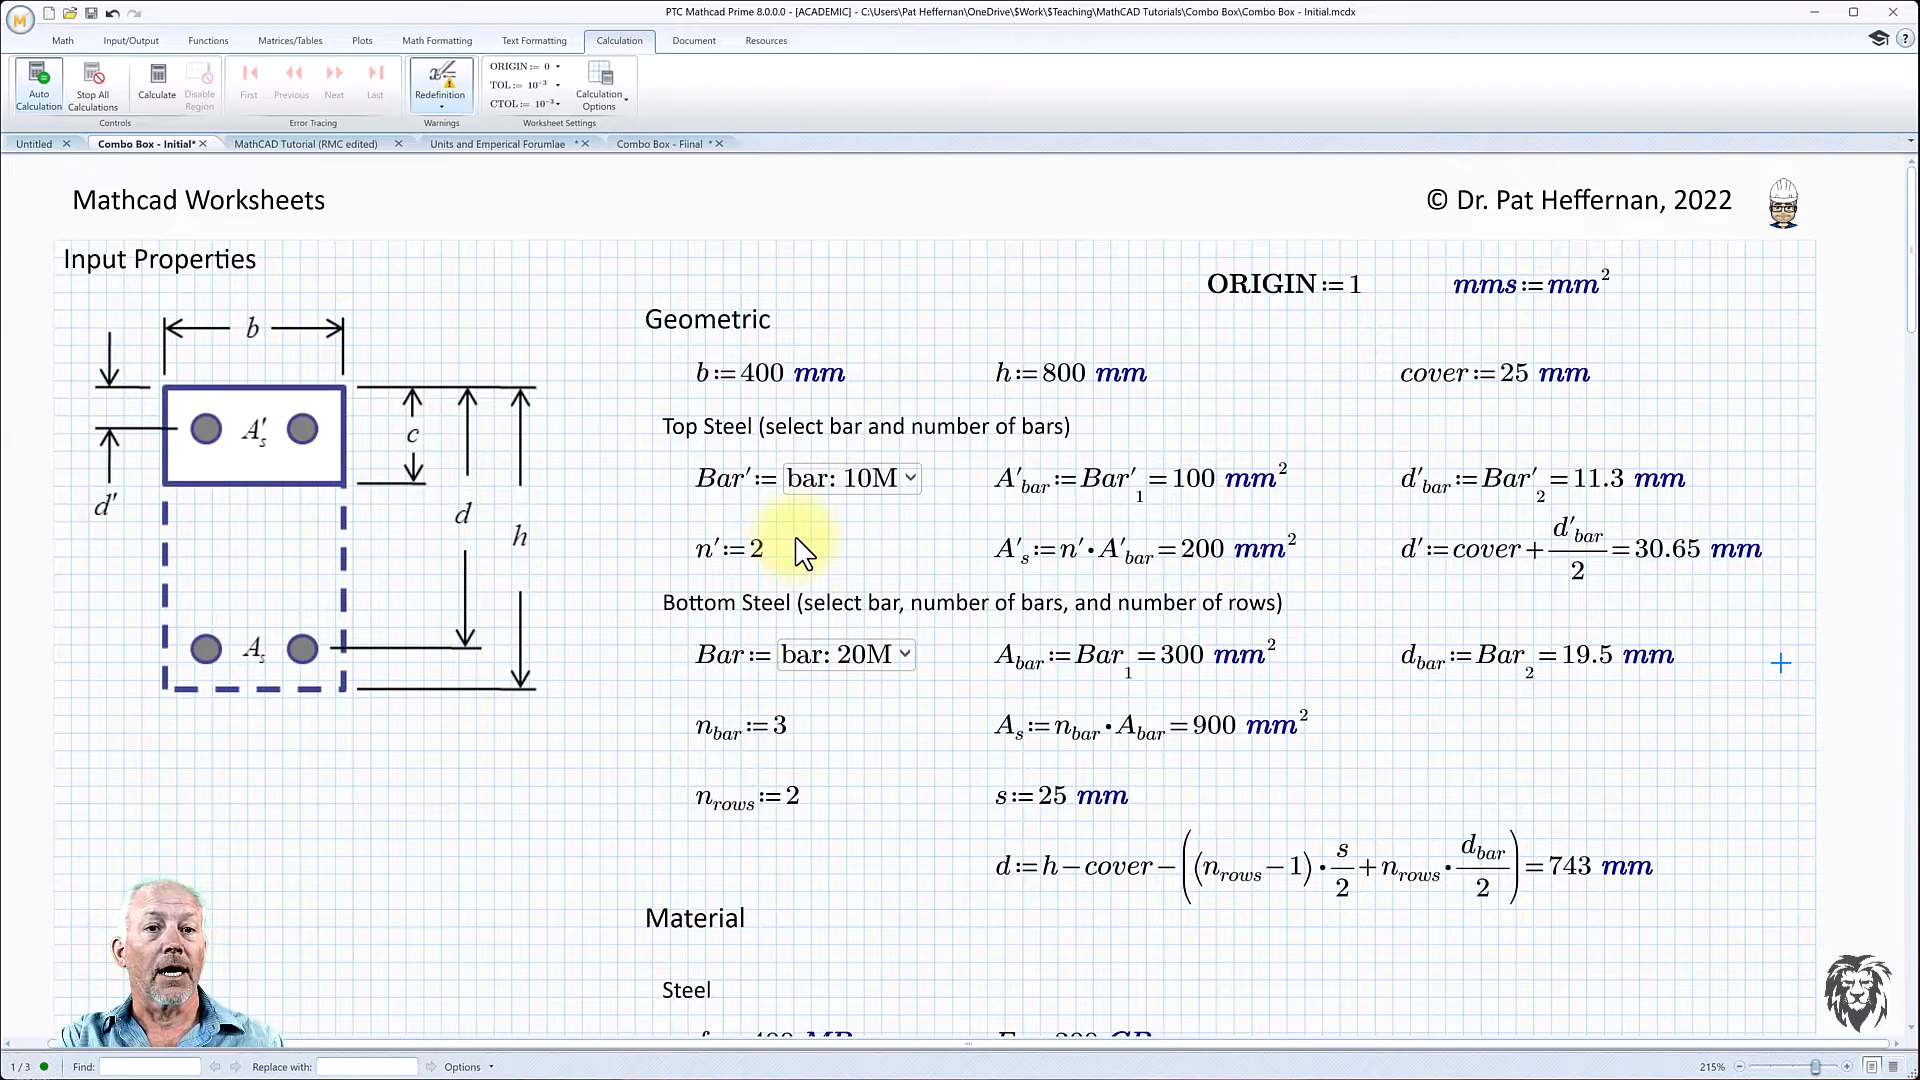 PTC Mathcad Prime 8.0.0.0 - [ACADEMIC] - C:\Users\Pat Heffernan\OneDrive\$Work\$Teaching\MathCAD Tutorials\Combo Box\Combo Box - Initial.mcdx
Math Input/Output Functions Matrices/Tables Plots Math Formatting Text Formatting Calculation Document Resources
Auto Calculation Stop All Calculations Calculate Disable Region First Previous Next Last Redefinition ORIGIN:= 0 TOL:= 10⁻³ CTOL:= 10⁻³ Calculation Options
Controls Error Tracing Warnings Worksheet Settings
Untitled Combo Box - Initial* MathCAD Tutorial (RMC edited) Units and Emperical Forumlae * Combo Box - Fiinal *
Mathcad Worksheets © Dr. Pat Heffernan, 2022
Input Properties
ORIGIN:=1 mms:=mm²
Geometric
b:=400 mm h:=800 mm cover:=25 mm
Top Steel (select bar and number of bars)
Bar′:= bar: 10M A′bar:=Bar′₁=100 mm² d′bar:=Bar′₂=11.3 mm
n′:=2 A′s:=n′·A′bar=200 mm² d′:=cover+d′bar/2=30.65 mm
Bottom Steel (select bar, number of bars, and number of rows)
Bar:= bar: 20M Abar:=Bar₁=300 mm² dbar:=Bar₂=19.5 mm
nbar:=3 As:=nbar·Abar=900 mm²
nrows:=2 s:=25 mm
d:=h−cover−((nrows−1)·s/2+nrows·dbar/2)=743 mm
Material
Steel
b
A′s
c
d′
d
h
As
1 / 3 Find: Replace with: Options 215%